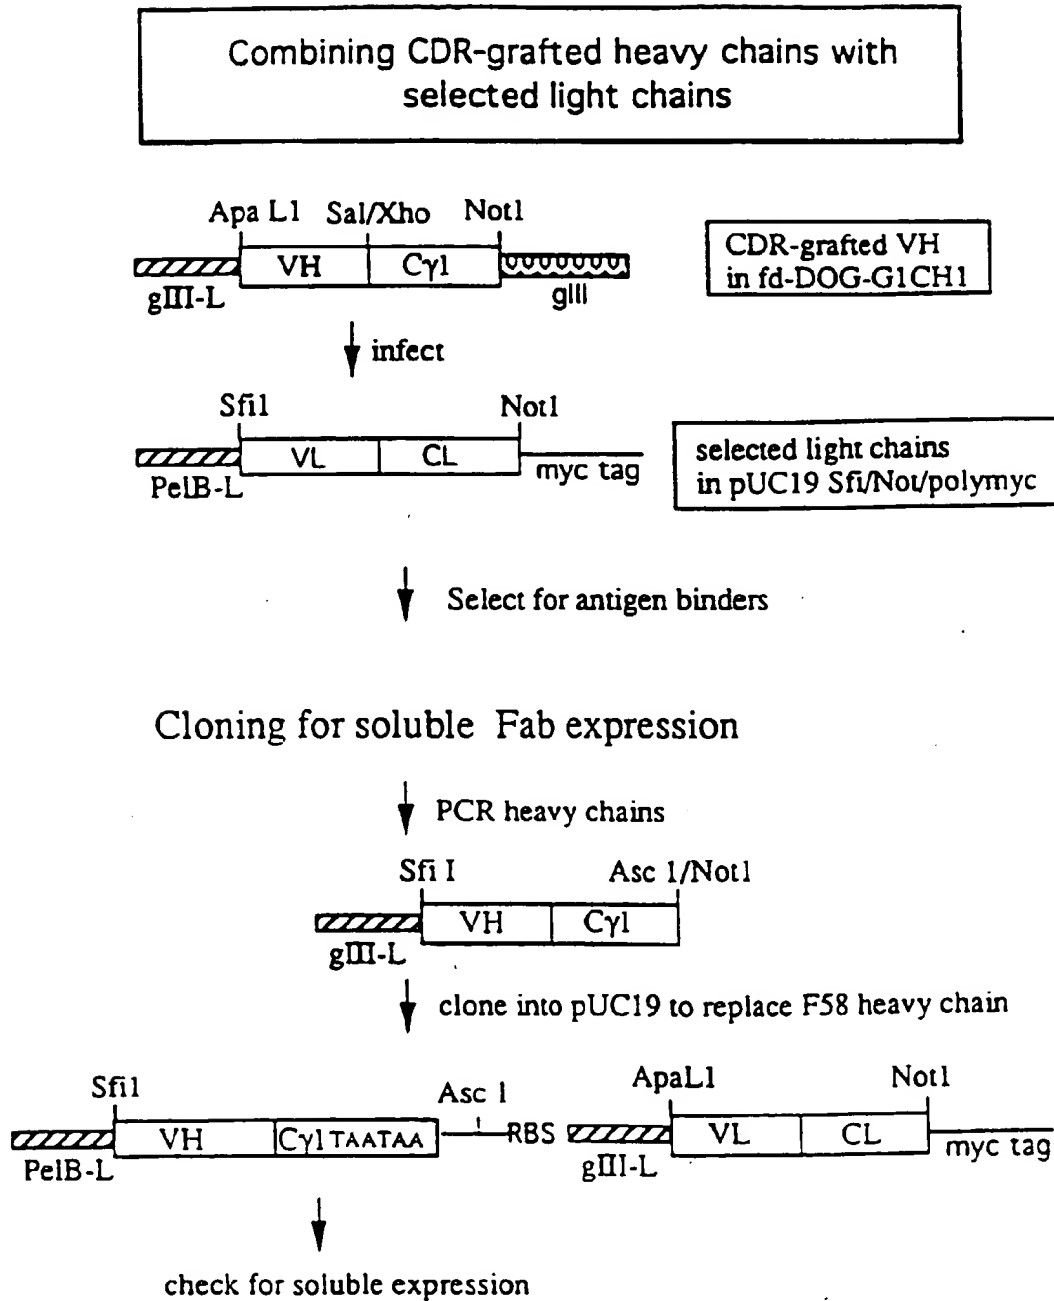 Combining CDR-grafted heavy chains with
selected light chains
Apa L1 Sal/Xho Not1
VH Cγ1
gIII-L gIII
CDR-grafted VH
in fd-DOG-G1CH1
infect
Sfi1 Not1
VL CL
PelB-L myc tag
selected light chains
in pUC19 Sfi/Not/polymyc
Select for antigen binders
Cloning for soluble Fab expression
PCR heavy chains
Sfi I Asc 1/Not1
VH Cγ1
gIII-L
clone into pUC19 to replace F58 heavy chain
Sfi1 Asc 1 ApaL1 Not1
VH Cγ1 TAATAA RBS VL CL
PelB-L gIII-L myc tag
check for soluble expression